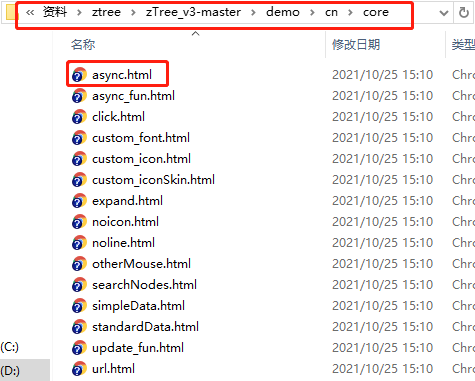 « 资料 › ztree › zTree_v3-master › demo › cn › core
名称 修改日期
async.html 2021/10/25 15:10 Chro
async_fun.html 2021/10/25 15:10 Chro
click.html 2021/10/25 15:10 Chro
custom_font.html 2021/10/25 15:10 Chro
custom_icon.html 2021/10/25 15:10 Chro
custom_iconSkin.html 2021/10/25 15:10 Chro
expand.html 2021/10/25 15:10 Chro
noicon.html 2021/10/25 15:10 Chro
noline.html 2021/10/25 15:10 Chro
otherMouse.html 2021/10/25 15:10 Chro
searchNodes.html 2021/10/25 15:10 Chro
simpleData.html 2021/10/25 15:10 Chro
standardData.html 2021/10/25 15:10 Chro
(C:) update_fun.html 2021/10/25 15:10 Chro
(D:) url.html 2021/10/25 15:10 Chro